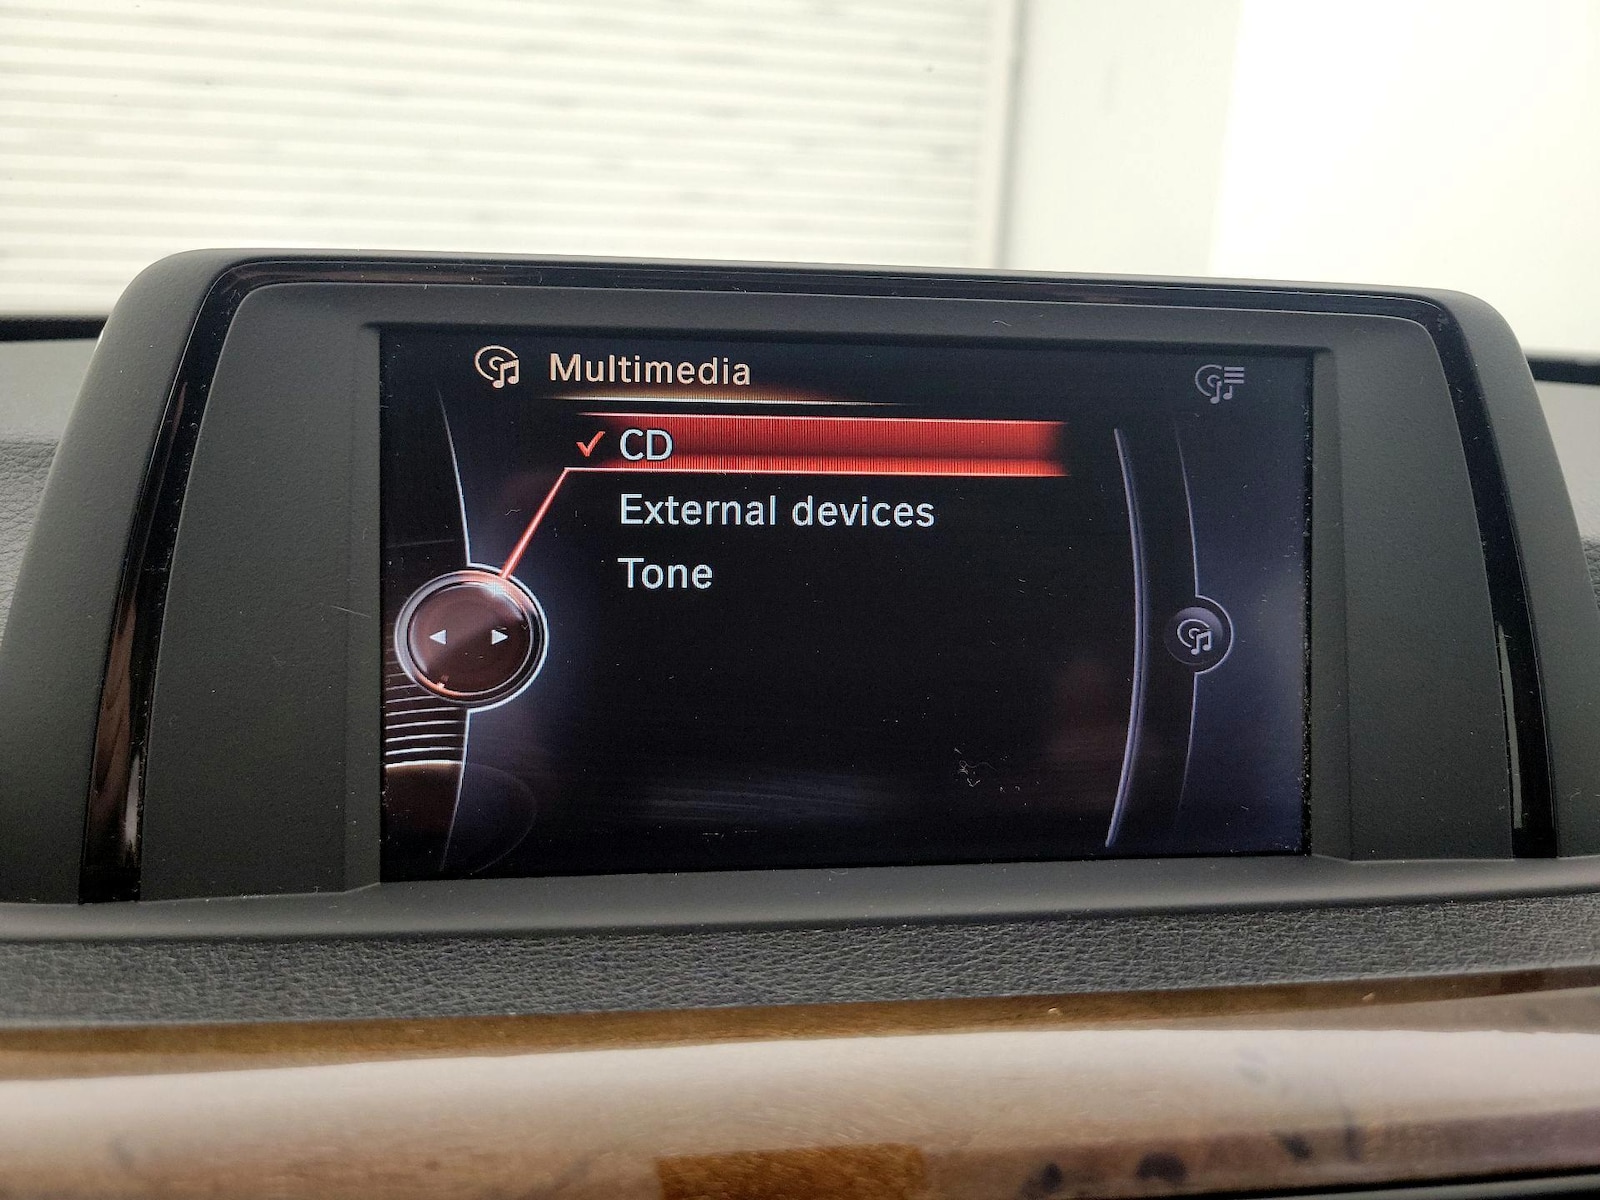 Multimedia
CD
External devices
Tone